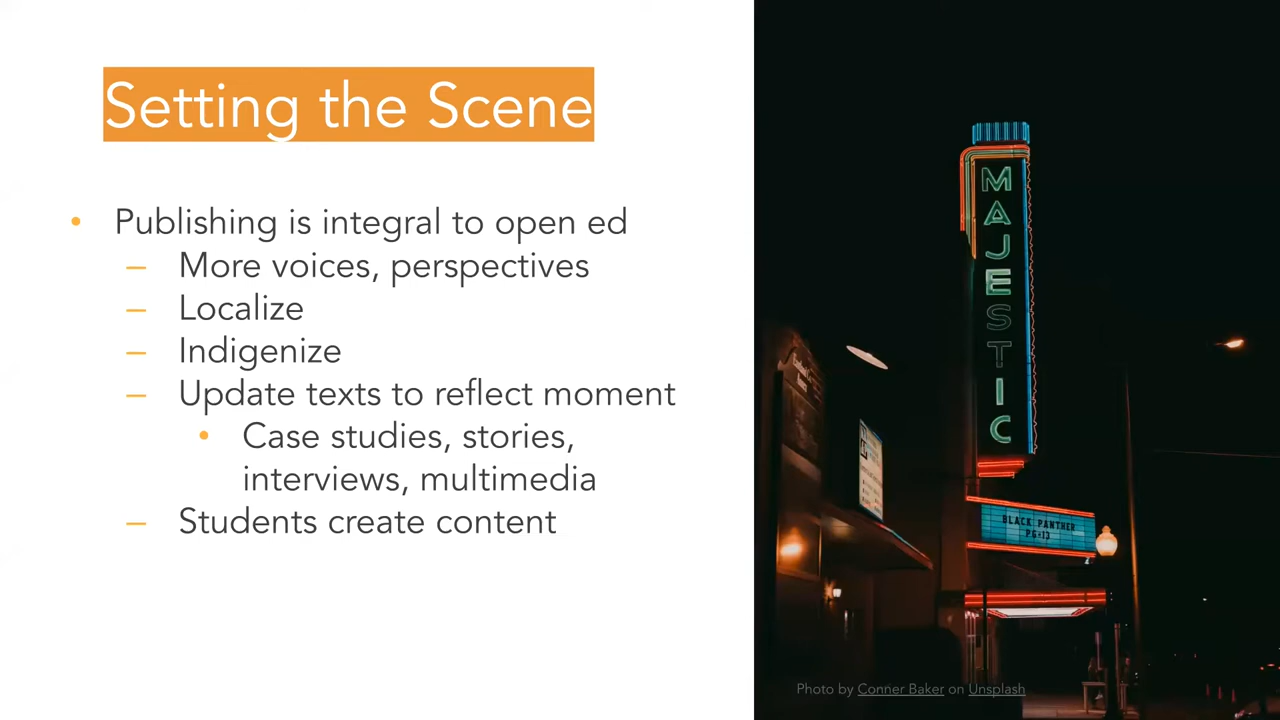 Setting the Scene
• Publishing is integral to open ed
– More voices, perspectives
– Localize
– Indigenize
– Update texts to reflect moment
• Case studies, stories,
interviews, multimedia
– Students create content
MAJESTIC
BLACK PANTHER
PG-13
Photo by Conner Baker on Unsplash